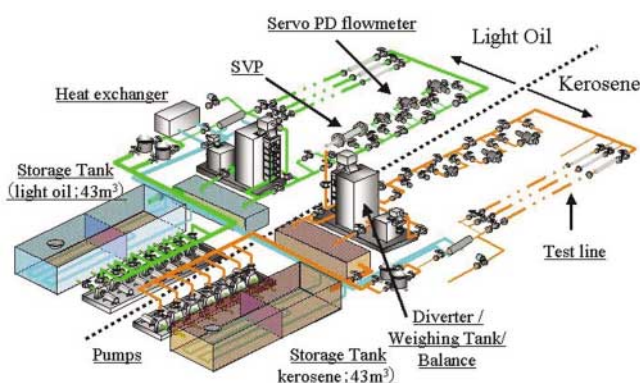 Servo PD flowmeter
Light Oil
SVP
Kerosene
Heat exchanger
Storage Tank
(light oil:43m³)
Test line
Diverter /
Weighing Tank/
Balance
Pumps
Storage Tank
kerosene:43m³)